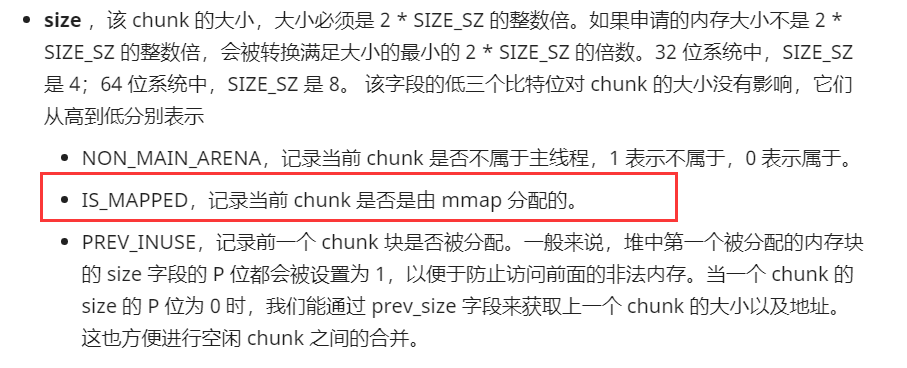 size ，该 chunk 的大小，大小必须是 2 * SIZE_SZ 的整数倍。如果申请的内存大小不是 2 *
SIZE_SZ 的整数倍，会被转换满足大小的最小的 2 * SIZE_SZ 的倍数。32 位系统中，SIZE_SZ
是 4；64 位系统中，SIZE_SZ 是 8。 该字段的低三个比特位对 chunk 的大小没有影响，它们
从高到低分别表示
NON_MAIN_ARENA，记录当前 chunk 是否不属于主线程，1 表示不属于，0 表示属于。
IS_MAPPED，记录当前 chunk 是否是由 mmap 分配的。
PREV_INUSE，记录前一个 chunk 块是否被分配。一般来说，堆中第一个被分配的内存块
的 size 字段的 P 位都会被设置为 1，以便于防止访问前面的非法内存。当一个 chunk 的
size 的 P 位为 0 时，我们能通过 prev_size 字段来获取上一个 chunk 的大小以及地址。
这也方便进行空闲 chunk 之间的合并。